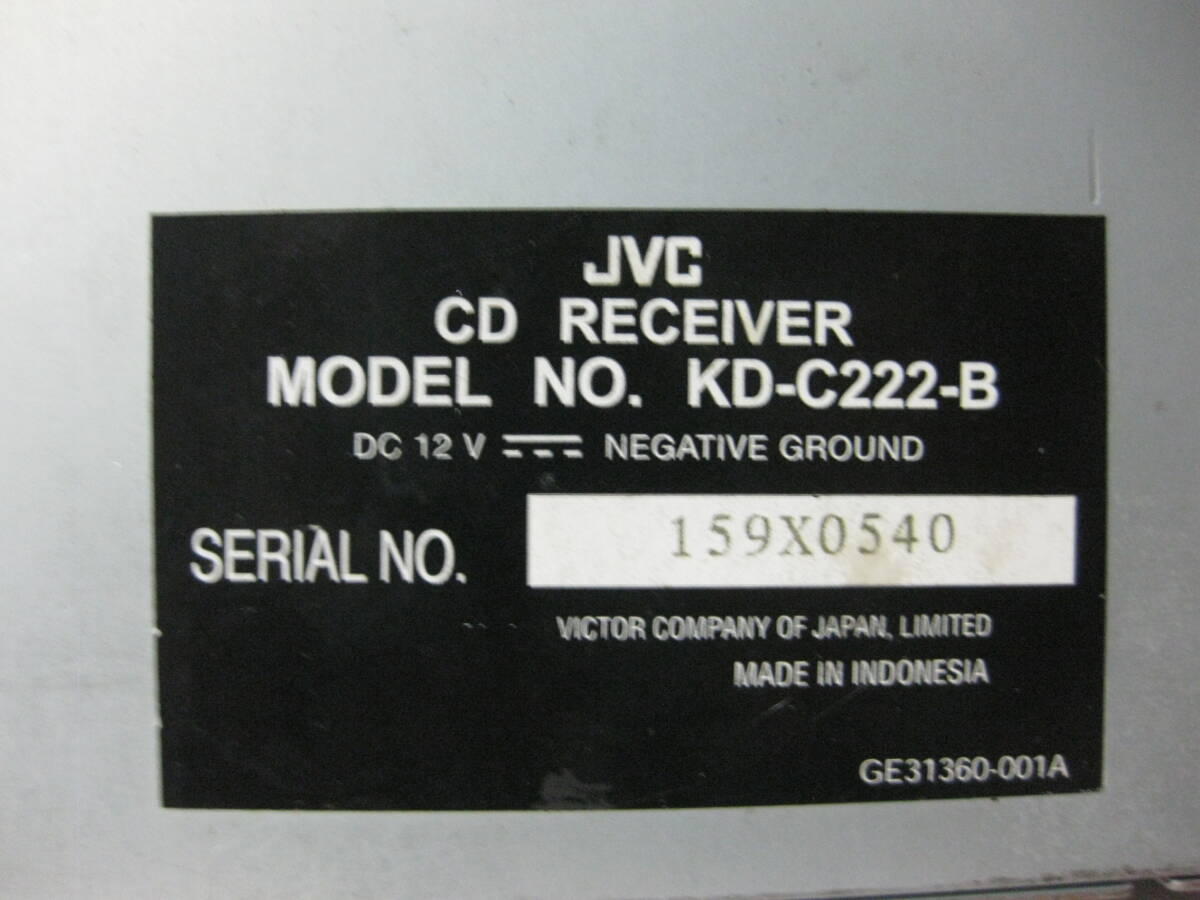 JVC
CD RECEIVER
MODEL NO. KD-C222-B
DC 12 V ⎓ NEGATIVE GROUND
SERIAL NO. 159X0540
VICTOR COMPANY OF JAPAN, LIMITED
MADE IN INDONESIA
GE31360-001A